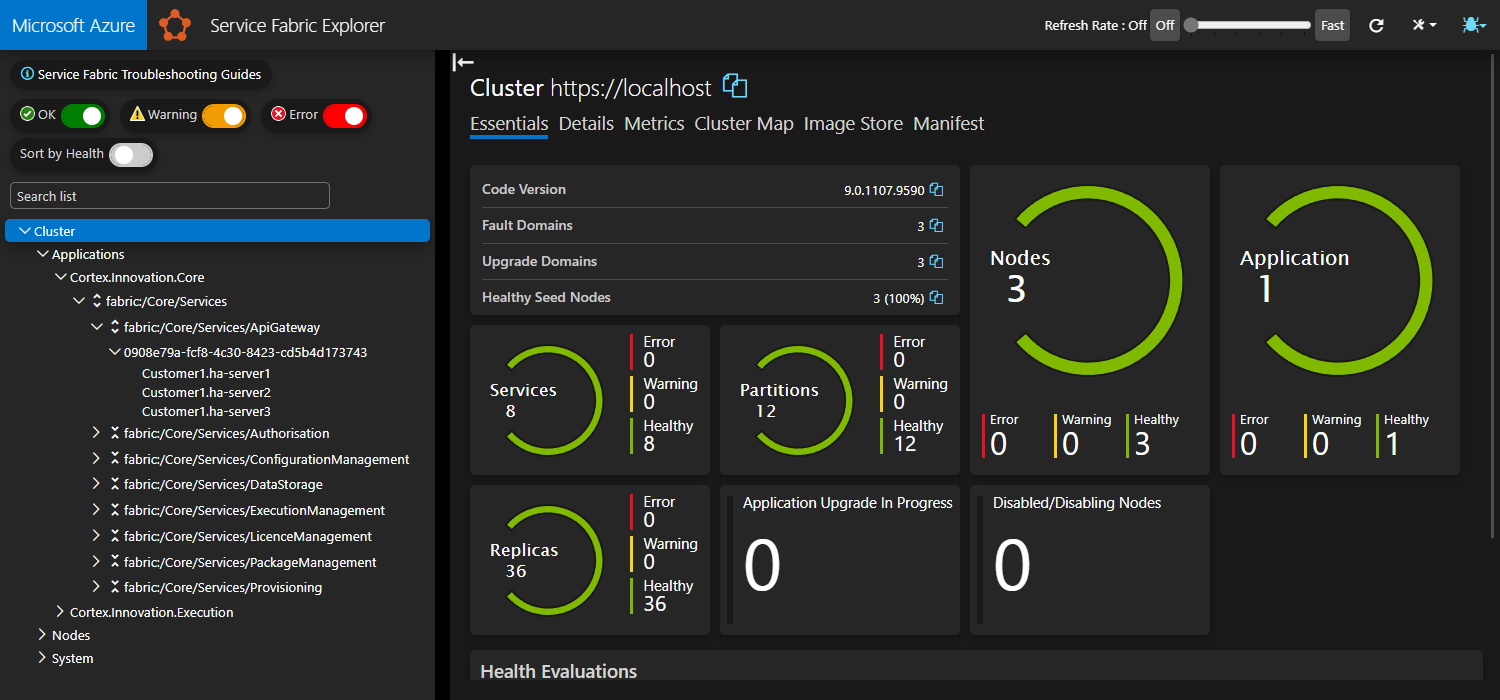 Microsoft Azure
Service Fabric Explorer
Refresh Rate : Off
Off
Fast
Service Fabric Troubleshooting Guides
OK
Warning
Error
Sort by Health
Search list
Cluster
Applications
Cortex.Innovation.Core
fabric:/Core/Services
fabric:/Core/Services/ApiGateway
0908e79a-fcf8-4c30-8423-cd5b4d173743
Customer1.ha-server1
Customer1.ha-server2
Customer1.ha-server3
fabric:/Core/Services/Authorisation
fabric:/Core/Services/ConfigurationManagement
fabric:/Core/Services/DataStorage
fabric:/Core/Services/ExecutionManagement
fabric:/Core/Services/LicenceManagement
fabric:/Core/Services/PackageManagement
fabric:/Core/Services/Provisioning
Cortex.Innovation.Execution
Nodes
System
Cluster https://localhost
Essentials Details Metrics Cluster Map Image Store Manifest
Code Version 9.0.1107.9590
Fault Domains 3
Upgrade Domains 3
Healthy Seed Nodes 3 (100%)
Nodes
3
Error
0
Warning
0
Healthy
3
Application
1
Error
0
Warning
0
Healthy
1
Services
8
Error
0
Warning
0
Healthy
8
Partitions
12
Error
0
Warning
0
Healthy
12
Replicas
36
Error
0
Warning
0
Healthy
36
Application Upgrade In Progress
0
Disabled/Disabling Nodes
0
Health Evaluations